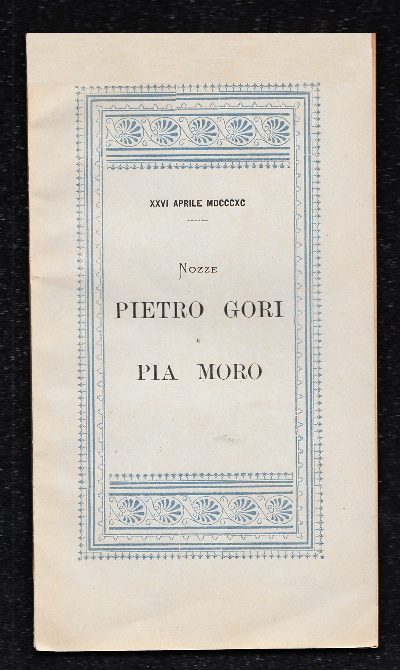 XXVI APRILE MDCCCXC
Nozze
PIETRO GORI
E
PIA MORO